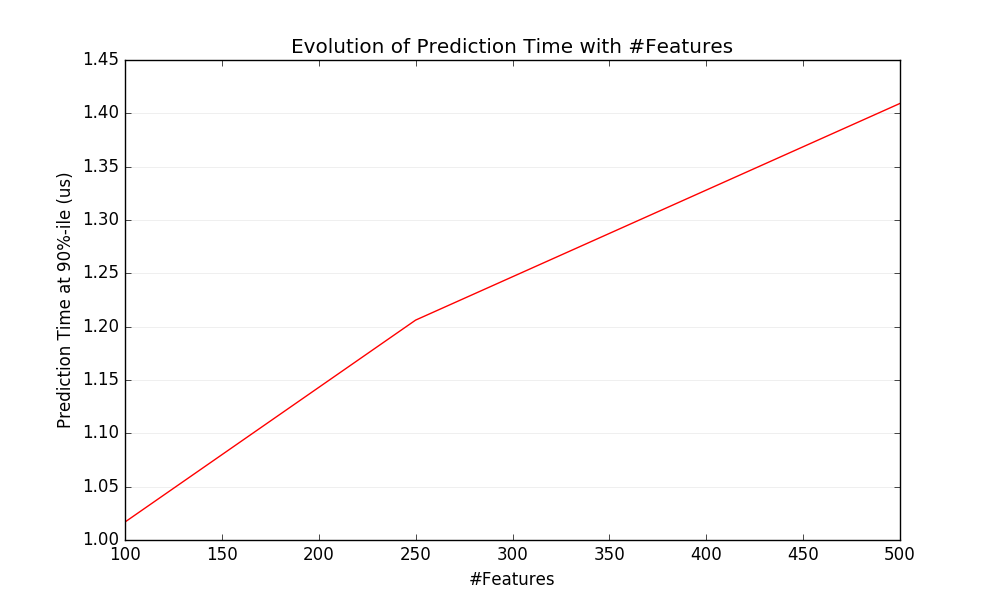 Evolution of Prediction Time with #Features
1.45
1.40
1.35
1.30
1.25
1.20
1.15
1.10
1.05
1.00
Prediction Time at 90%-ile (us)
100 150 200 250 300 350 400 450 500
#Features